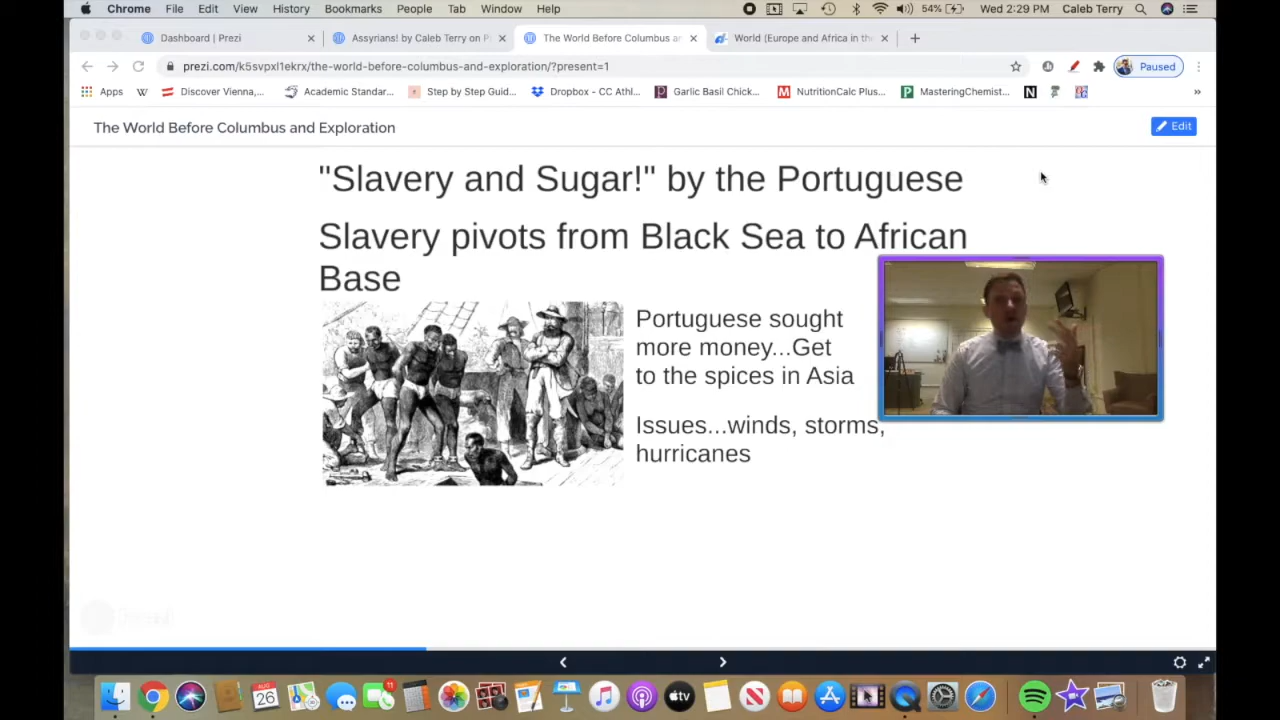 Chrome File Edit View History Bookmarks People Tab Window Help 54% Wed 2:29 PM Caleb Terry
Dashboard | Prezi Assyrians! by Caleb Terry on P The World Before Columbus an World (Europe and Africa in the
prezi.com/k5svpxl1ekrx/the-world-before-columbus-and-exploration/?present=1 Paused
Apps W Discover Vienna,... Academic Standar... Step by Step Guid... Dropbox - CC Athl... Garlic Basil Chick... M NutritionCalc Plus... P MasteringChemist... N »
The World Before Columbus and Exploration Edit
"Slavery and Sugar!" by the Portuguese
Slavery pivots from Black Sea to African
Base
Portuguese sought
more money...Get
to the spices in Asia
Issues...winds, storms,
hurricanes
Prezi
AUG
26
11
tv